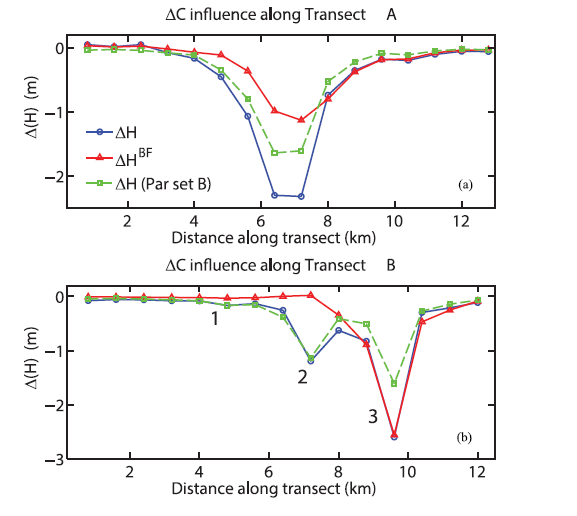 ΔC influence along Transect A
0
−1
−2
Δ(H) (m)
ΔH
ΔH^BF
ΔH (Par set B)
(a)
2 4 6 8 10 12
Distance along transect (km)
ΔC influence along Transect B
0
−1
−2
−3
Δ(H) (m)
1
2
3
(b)
2 4 6 8 10 12
Distance along transect (km)